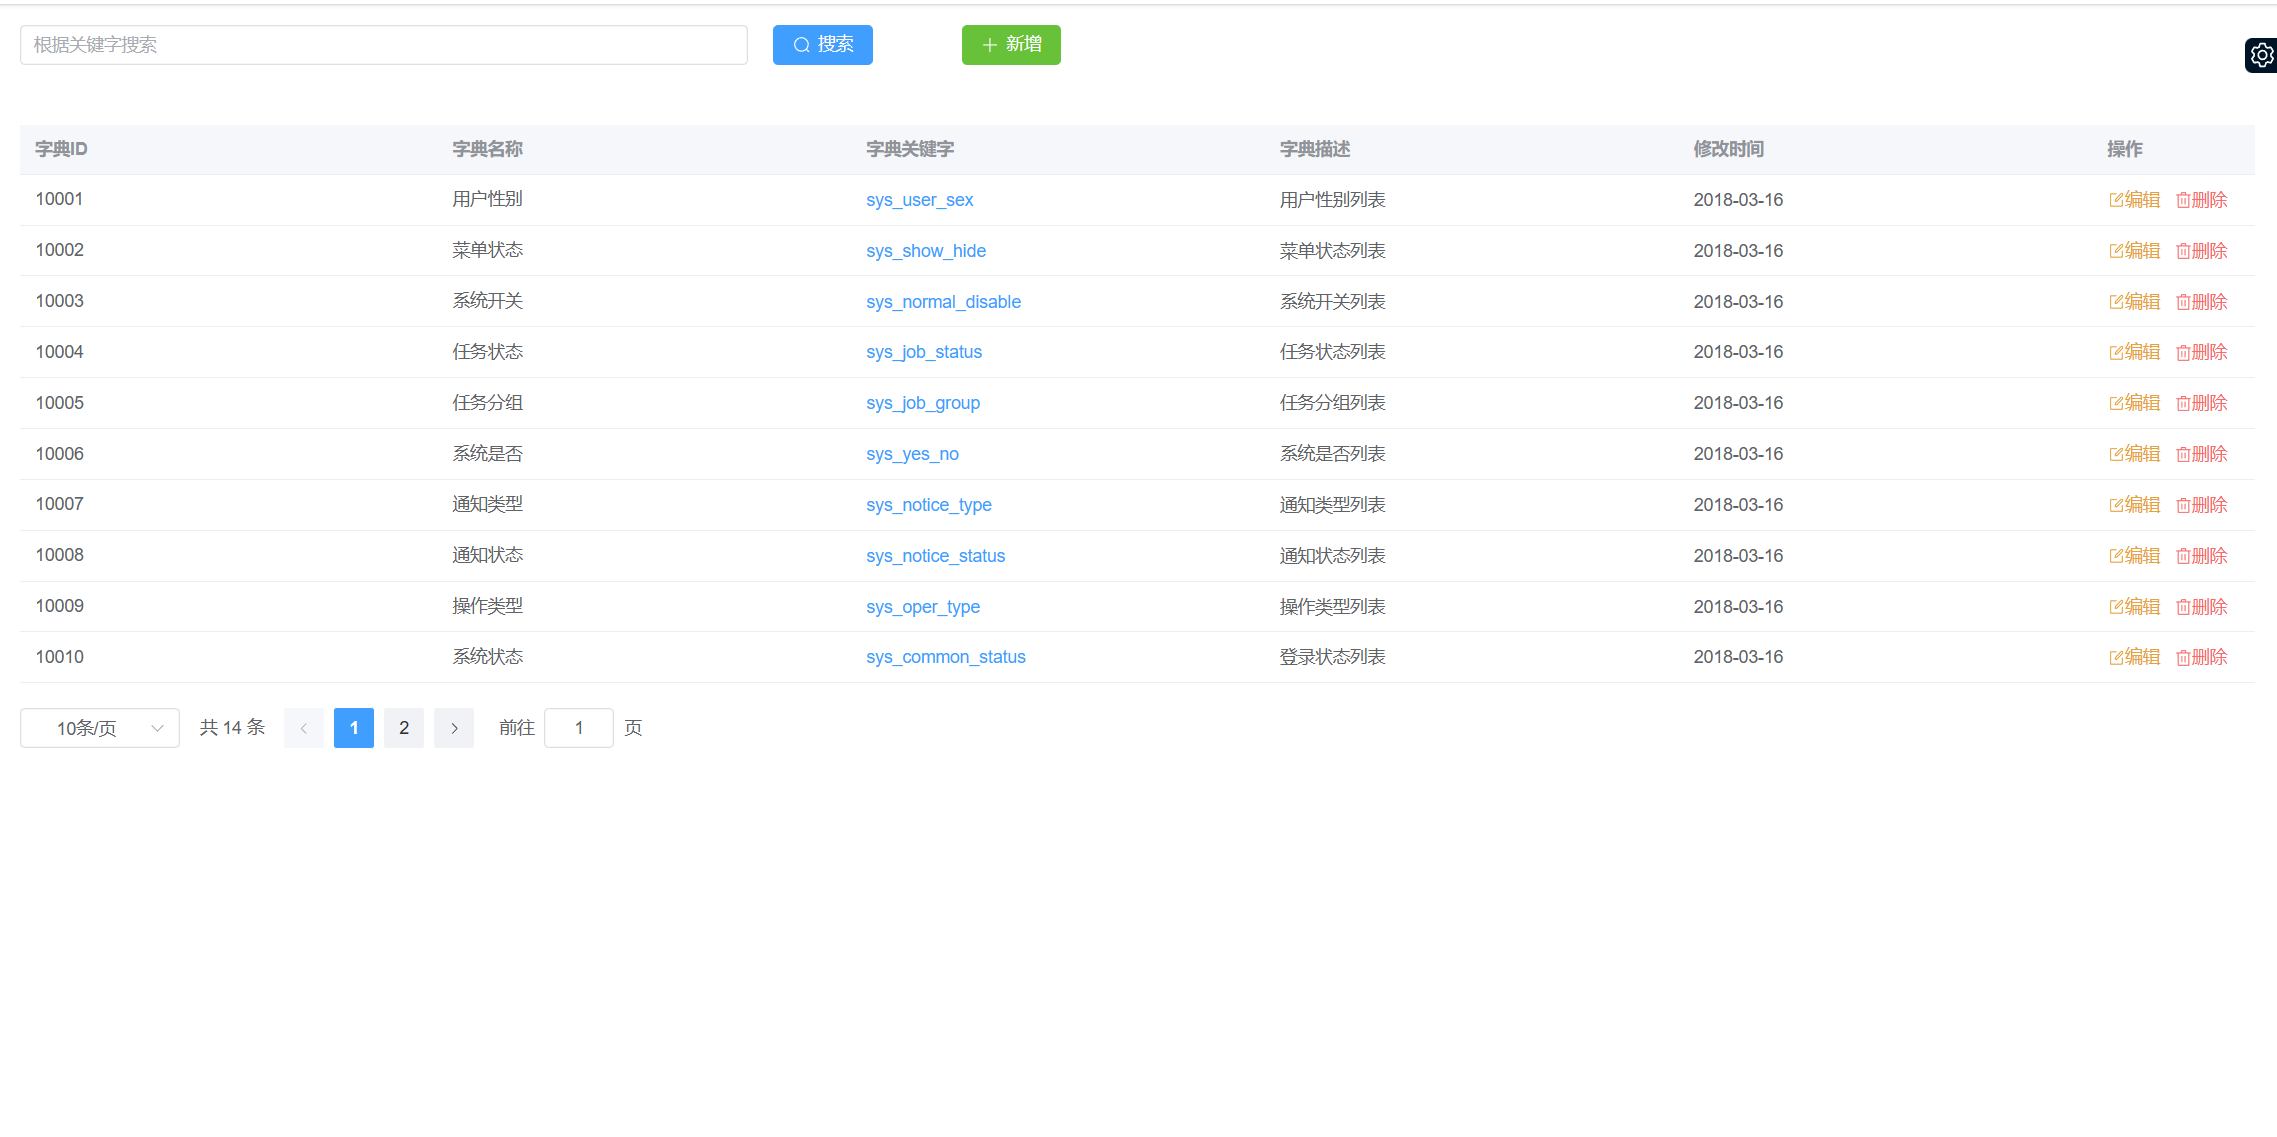 根据关键字搜索 搜索 新增
字典ID 字典名称 字典关键字 字典描述 修改时间 操作
10001 用户性别 sys_user_sex 用户性别列表 2018-03-16 编辑 删除
10002 菜单状态 sys_show_hide 菜单状态列表 2018-03-16 编辑 删除
10003 系统开关 sys_normal_disable 系统开关列表 2018-03-16 编辑 删除
10004 任务状态 sys_job_status 任务状态列表 2018-03-16 编辑 删除
10005 任务分组 sys_job_group 任务分组列表 2018-03-16 编辑 删除
10006 系统是否 sys_yes_no 系统是否列表 2018-03-16 编辑 删除
10007 通知类型 sys_notice_type 通知类型列表 2018-03-16 编辑 删除
10008 通知状态 sys_notice_status 通知状态列表 2018-03-16 编辑 删除
10009 操作类型 sys_oper_type 操作类型列表 2018-03-16 编辑 删除
10010 系统状态 sys_common_status 登录状态列表 2018-03-16 编辑 删除
10条/页 共 14 条 1 2 前往 1 页